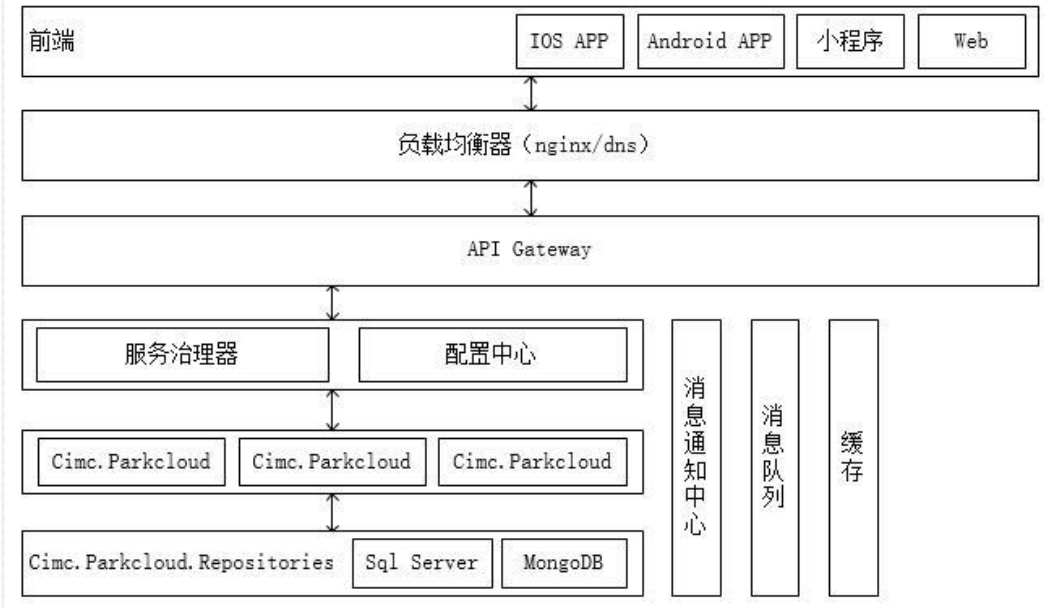 前端
IOS APP
Android APP
小程序
Web
负载均衡器（nginx/dns）
API Gateway
服务治理器
配置中心
Cimc.Parkcloud
Cimc.Parkcloud
Cimc.Parkcloud
Cimc.Parkcloud.Repositories
Sql Server
MongoDB
消息通知中心
消息队列
缓存